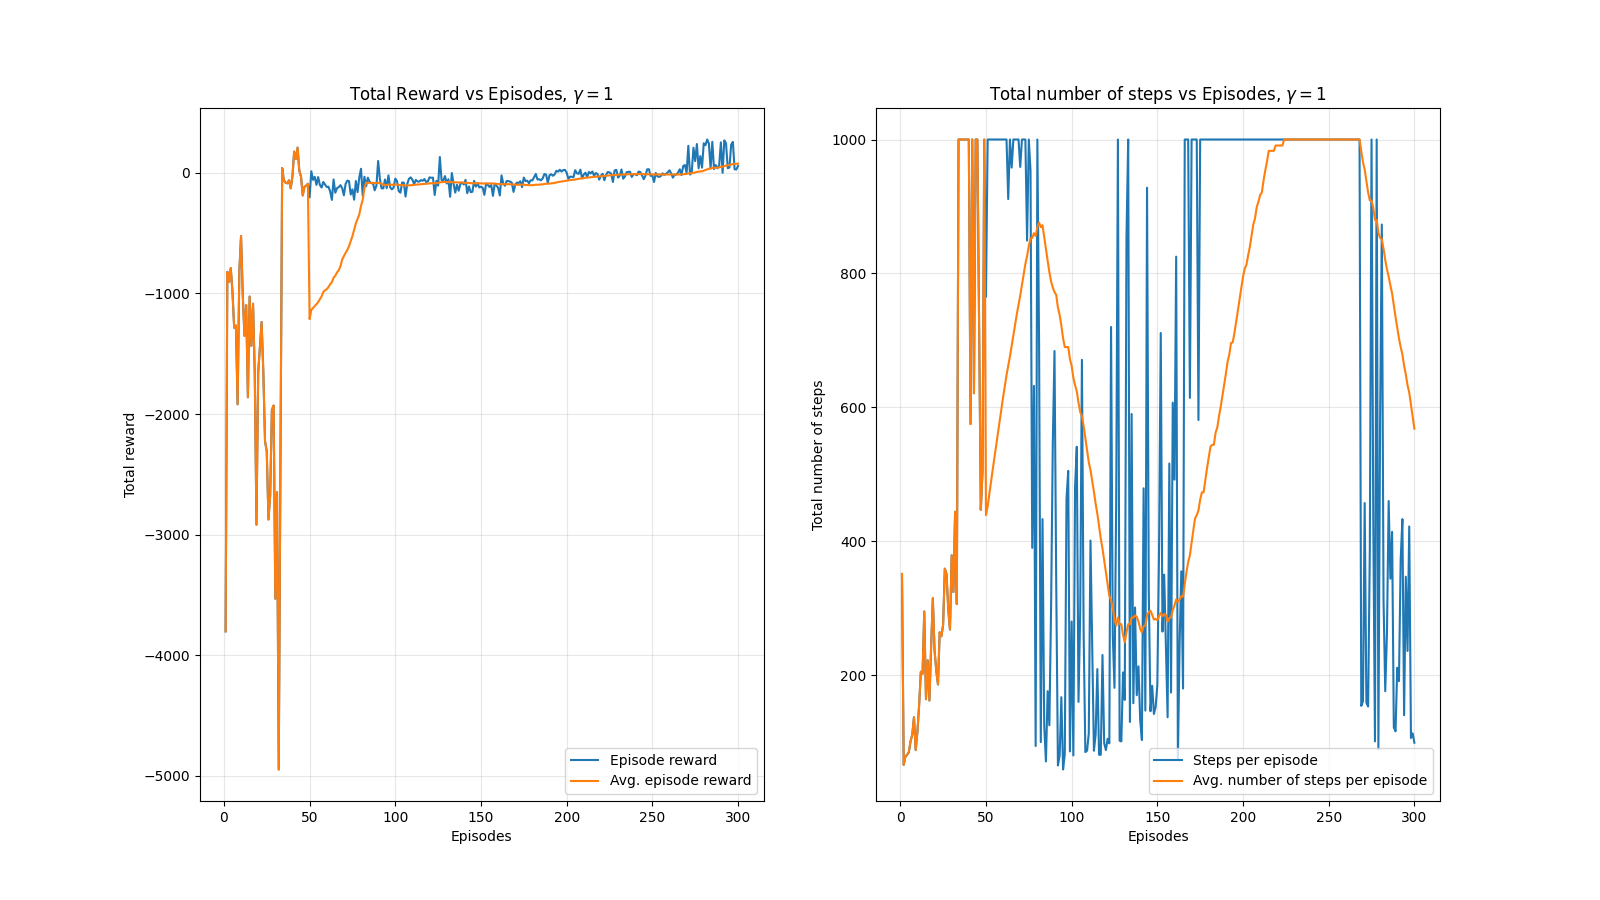 Total Reward vs Episodes, γ = 1
Total reward
0
−1000
−2000
−3000
−4000
−5000
0
50
100
150
200
250
300
Episodes
Episode reward
Avg. episode reward
Total number of steps vs Episodes, γ = 1
Total number of steps
1000
800
600
400
200
0
50
100
150
200
250
300
Episodes
Steps per episode
Avg. number of steps per episode